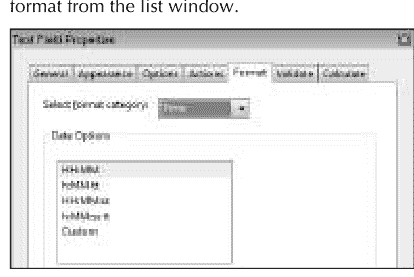 format from the list window.
Text Field Properties
General Appearance Options Actions Format Validate Calculate
Select format category: Time
Date Options
HH:MM
h:MM tt
HH:MM:ss
h:MM:ss tt
Custom